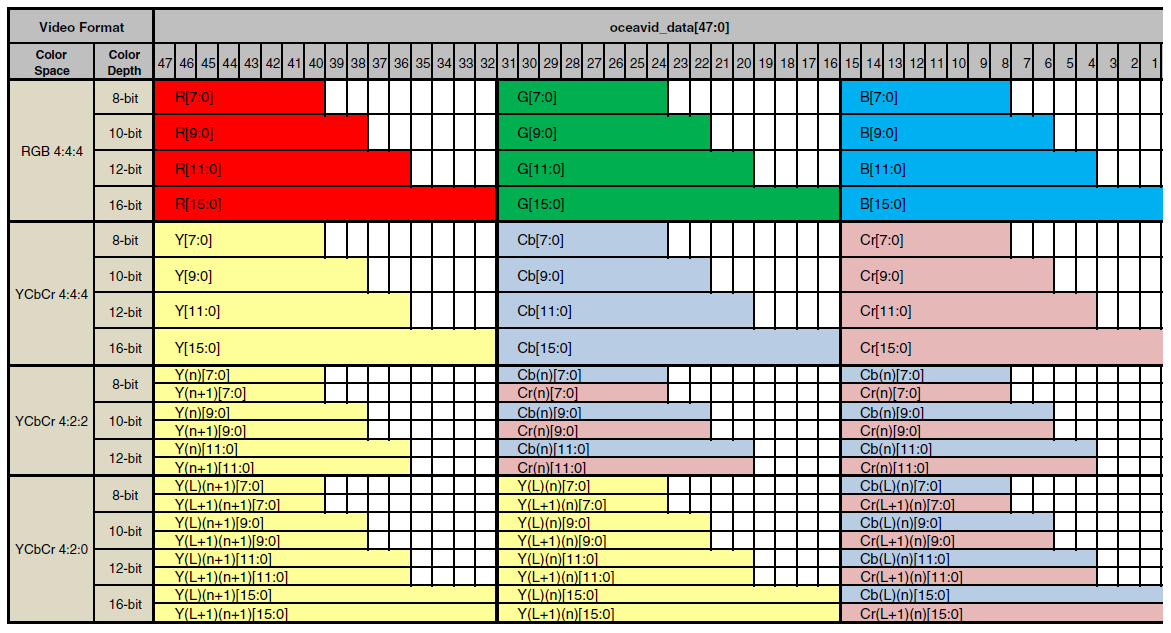 Video Format oceavid_data[47:0]
Color Space Color Depth 47 46 45 44 43 42 41 40 39 38 37 36 35 34 33 32 31 30 29 28 27 26 25 24 23 22 21 20 19 18 17 16 15 14 13 12 11 10 9 8 7 6 5 4 3 2 1
RGB 4:4:4
8-bit R[7:0] G[7:0] B[7:0]
10-bit R[9:0] G[9:0] B[9:0]
12-bit R[11:0] G[11:0] B[11:0]
16-bit R[15:0] G[15:0] B[15:0]
YCbCr 4:4:4
8-bit Y[7:0] Cb[7:0] Cr[7:0]
10-bit Y[9:0] Cb[9:0] Cr[9:0]
12-bit Y[11:0] Cb[11:0] Cr[11:0]
16-bit Y[15:0] Cb[15:0] Cr[15:0]
YCbCr 4:2:2
8-bit Y(n)[7:0] Cb(n)[7:0] Cb(n)[7:0]
Y(n+1)[7:0] Cr(n)[7:0] Cr(n)[7:0]
10-bit Y(n)[9:0] Cb(n)[9:0] Cb(n)[9:0]
Y(n+1)[9:0] Cr(n)[9:0] Cr(n)[9:0]
12-bit Y(n)[11:0] Cb(n)[11:0] Cb(n)[11:0]
Y(n+1)[11:0] Cr(n)[11:0] Cr(n)[11:0]
YCbCr 4:2:0
8-bit Y(L)(n+1)[7:0] Y(L)(n)[7:0] Cb(L)(n)[7:0]
Y(L+1)(n+1)[7:0] Y(L+1)(n)[7:0] Cr(L+1)(n)[7:0]
10-bit Y(L)(n+1)[9:0] Y(L)(n)[9:0] Cb(L)(n)[9:0]
Y(L+1)(n+1)[9:0] Y(L+1)(n)[9:0] Cr(L+1)(n)[9:0]
12-bit Y(L)(n+1)[11:0] Y(L)(n)[11:0] Cb(L)(n)[11:0]
Y(L+1)(n+1)[11:0] Y(L+1)(n)[11:0] Cr(L+1)(n)[11:0]
16-bit Y(L)(n+1)[15:0] Y(L)(n)[15:0] Cb(L)(n)[15:0]
Y(L+1)(n+1)[15:0] Y(L+1)(n)[15:0] Cr(L+1)(n)[15:0]